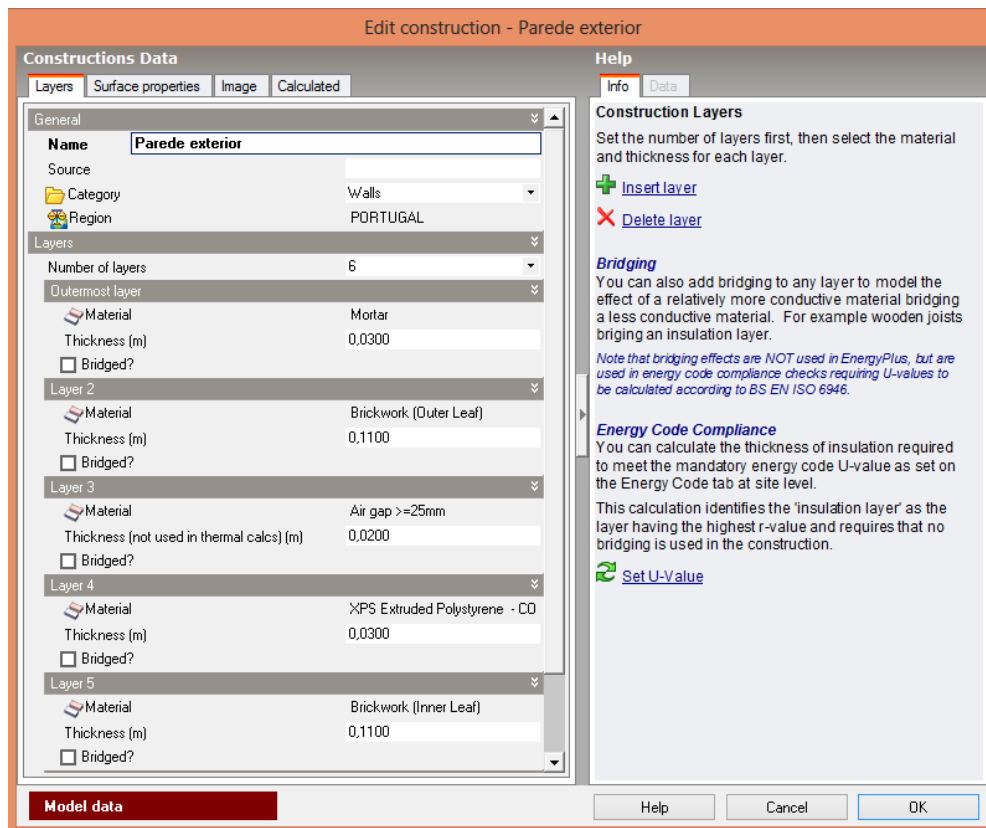 Edit construction - Parede exterior
Constructions Data
Layers Surface properties Image Calculated
General
Name Parede exterior
Source
Category Walls
Region PORTUGAL
Layers
Number of layers 6
Outermost layer
Material Mortar
Thickness (m) 0,0300
Bridged?
Layer 2
Material Brickwork (Outer Leaf)
Thickness (m) 0,1100
Bridged?
Layer 3
Material Air gap >=25mm
Thickness (not used in thermal calcs) (m) 0,0200
Bridged?
Layer 4
Material XPS Extruded Polystyrene - CO
Thickness (m) 0,0300
Bridged?
Layer 5
Material Brickwork (Inner Leaf)
Thickness (m) 0,1100
Bridged?
Model data
Help
Info Data
Construction Layers
Set the number of layers first, then select the material
and thickness for each layer.
Insert layer
Delete layer
Bridging
You can also add bridging to any layer to model the
effect of a relatively more conductive material bridging
a less conductive material. For example wooden joists
briging an insulation layer.
Note that bridging effects are NOT used in EnergyPlus, but are
used in energy code compliance checks requiring U-values to
be calculated according to BS EN ISO 6946.
Energy Code Compliance
You can calculate the thickness of insulation required
to meet the mandatory energy code U-value as set on
the Energy Code tab at site level.
This calculation identifies the 'insulation layer' as the
layer having the highest r-value and requires that no
bridging is used in the construction.
Set U-Value
Help Cancel OK